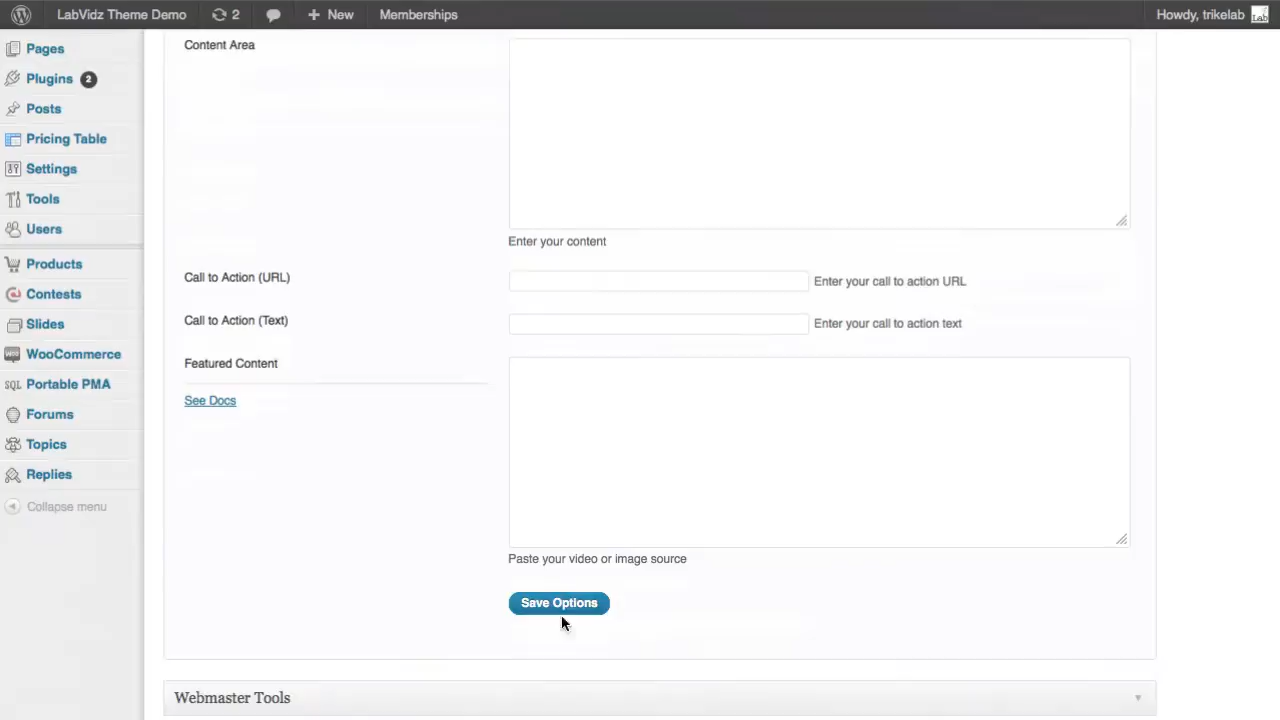 LabVidz Theme Demo 2 New Memberships Howdy, trikelab Lab
Pages
Plugins 2
Posts
Pricing Table
Settings
Tools
Users
Products
Contests
Slides
WooCommerce
SQL Portable PMA
Forums
Topics
Replies
Collapse menu
Content Area
Enter your content
Call to Action (URL) Enter your call to action URL
Call to Action (Text) Enter your call to action text
Featured Content
See Docs
Paste your video or image source
Save Options
Webmaster Tools